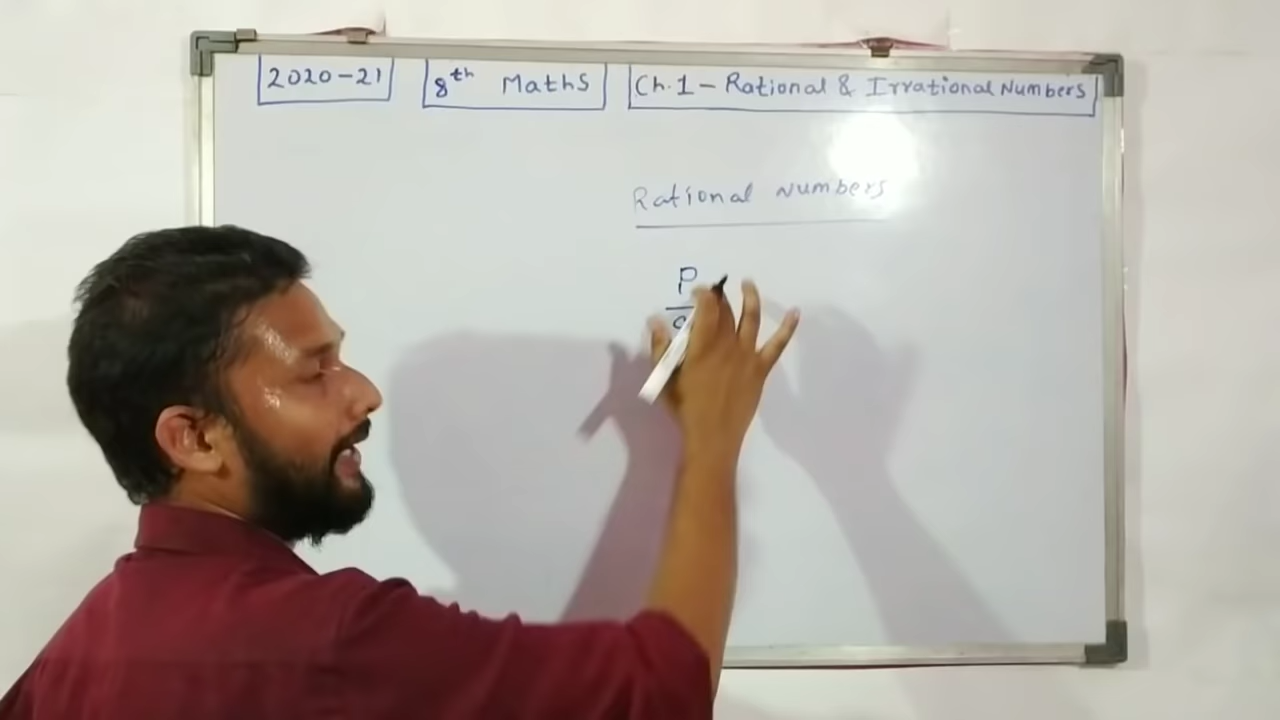 2020-21 8th Maths Ch.1- Rational & Irrational Numbers
Rational Numbers
P